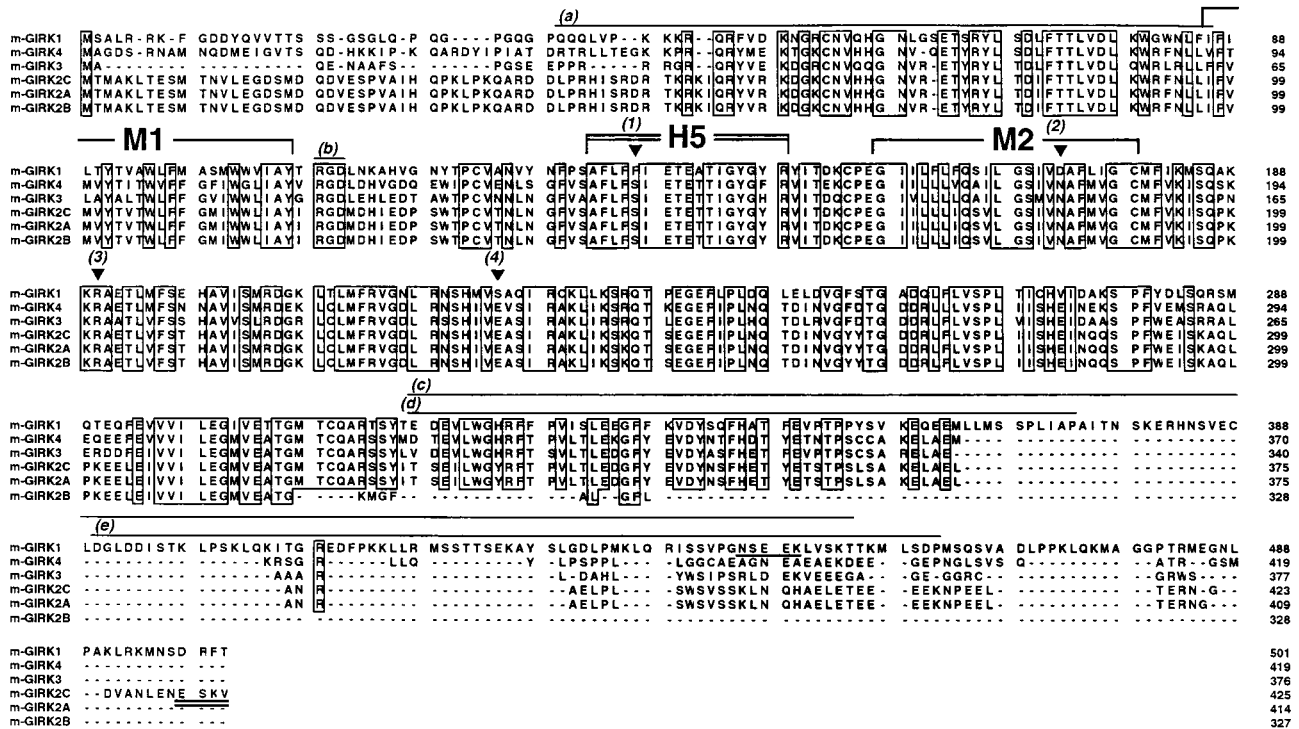 (a)
m-GIRK1 MSALR-RK-F GDDYQVVTTS SS-GSGLQ-P QG----PGQG PQQQLVP--K KKR--QRFVD KNGRCNVQHG NLGSETSRYL SDLFTTLVDL KWGWNLFIFI 88
m-GIRK4 MAGDS-RNAM NQDMEIGVTS QD-HKKIP-K QARDYIPIAT DRTRLLTEGK KPR--QRYME KTGKCNVHHG NV-QETYRYL SDLFTTLVDL KWRFNLLVFT 94
m-GIRK3 MA-------- ---------- QE-NAAFS--- ----PGSEEP PR-------- RRGR--QRYVE KDGRCNVQQG NVR-ETYRYL TDLFTTLVDL QWRLSLLFFV 65
m-GIRK2C MTMAKLTESM TNVLEGDSMD QDVESPVAIH QPKLPKQARD DLPRHISRDR TKRKIQRYVR KDGKCNVHHG NVR-ETYRYL TDIFTTLVDL KWRFNLLIFV 99
m-GIRK2A MTMAKLTESM TNVLEGDSMD QDVESPVAIH QPKLPKQARD DLPRHISRDR TKRKIQRYVR KDGKCNVHHG NVR-ETYRYL TDIFTTLVDL KWRFNLLIFV 99
m-GIRK2B MTMAKLTESM TNVLEGDSMD QDVESPVAIH QPKLPKQARD DLPRHISRDR TKRKIQRYVR KDGKCNVHHG NVR-ETYRYL TDIFTTLVDL KWRFNLLIFV 99
M1 (b) (1) H5 M2 (2)
m-GIRK1 LTYTVAWLFM ASMWWVIAYT RGDLNKAHVG NYTPCVANVY NFPSAFLFFI ETEATIGYGY RYITDKCPEG IILFLFQSIL GSIVDAFLIG CMFIKMSQAK 188
m-GIRK4 MVYTITWVFF GFIWWLIAYV RGDLDHVGDQ EWIPCVENLS GFVSAFLFSI ETETTIGYGF RVITEKCPEG IILLLVQAIL GSIVNAFMVG CMFVKISQPK 194
m-GIRK3 LAYALTWLFF GVIWWLIAYG RGDLEHLEDT AWTPCVNNLN GFVAAFLFSI ETETTIGYGH RVITDQCPEG IVLLLLQAIL GSMVNAFMVG CMFVKISQPN 165
m-GIRK2C MVYTVTWLFF GMIWWLIAYI RGDMDHIEDP SWTPCVTNLN GFVSAFLFSI ETETTIGYGY RVITDKCPEG IILLLIQSVL GSIVNAFMVG CMFVKISQPK 199
m-GIRK2A MVYTVTWLFF GMIWWLIAYI RGDMDHIEDP SWTPCVTNLN GFVSAFLFSI ETETTIGYGY RVITDKCPEG IILLLIQSVL GSIVNAFMVG CMFVKISQPK 199
m-GIRK2B MVYTVTWLFF GMIWWLIAYI RGDMDHIEDP SWTPCVTNLN GFVSAFLFSI ETETTIGYGY RVITDKCPEG IILLLIQSVL GSIVNAFMVG CMFVKISQPK 199
(3) (4)
m-GIRK1 KRAETLMFSE HAVISMRDGK LTLMFRVGNL RNSHMVSAQI RCKLLKSRQT PEGEFLPLDQ LELDVGFSTG ADQLFLVSPL TICHVIDAKS PFYDLSQRSM 288
m-GIRK4 KRAETLMFSN NAVISMRDEK LCLMFRVGDL RNSHIVEASI RAKLIKSRQT KEGEFIPLNQ TDINVGFDTG DDRLFLVSPL IISHEINEKS PFWEMSRAQL 294
m-GIRK3 KRAATLVFSS HAVVSLRDGR LCLMFRVGDL RSSHIVEASI RAKLIRSRQT LEGEFIPLHQ TDLSVGFDTG DDRLFLVSPL VISHEIDAAS PFWEASRRAL 265
m-GIRK2C KRAETLVFST HAVISMRDGK LCLMFRVGDL RNSHIVEASI RAKLIKSKQT SEGEFIPLNQ TDINVGYYTG DDRLFLVSPL IISHEINQQS PFWEISKAQL 299
m-GIRK2A KRAETLVFST HAVISMRDGK LCLMFRVGDL RNSHIVEASI RAKLIKSKQT SEGEFIPLNQ TDINVGYYTG DDRLFLVSPL IISHEINQQS PFWEISKAQL 299
m-GIRK2B KRAETLVFST HAVISMRDGK LCLMFRVGDL RNSHIVEASI RAKLIKSKQT SEGEFIPLNQ TDINVGYYTG DDRLFLVSPL IISHEINQQS PFWEISKAQL 299
(c)
(d)
m-GIRK1 QTEQFEVVVI LEGIVETTGM TCQARTSYTE DEVLWGHRFF PVISLEEGFF KVDYSQFHAT FEVPTPPYSV KEQEEMLLMS SPLIAPAITN SKERHNSVEC 388
m-GIRK4 EQEEFEVVVI LEGMVEATGM TCQARSSYMD TEVLWGHRFT PVLTLEKGFY EVDYNTFHDT YEVNTPSCCA KELAEM---- ---------- ---------- 370
m-GIRK3 ERDDFEIVVI LEGMVEATGM TCQARSSYLV DEVLWGHRFT SVLTLEDGFY EVDYASFHET FEVPTPSCSA RELAE----- ---------- ---------- 340
m-GIRK2C PKEELEIVVI LEGMVEATGM TCQARSSYIT SEILWGYRFT PVLTLEDGFY EVDYNSFHET YETSTPSLSA KELAEL---- ---------- ---------- 375
m-GIRK2A PKEELEIVVI LEGMVEATGM TCQARSSYIT SEILWGYRFT PVLTLEDGFY EVDYNSFHET YETSTPSLSA KELAEL---- ---------- ---------- 375
m-GIRK2B PKEELEIVVI LEGMVEATG- ----KMGF-- ---------- ---AL-GFL- ---------- ---------- ---------- ---------- ---------- 328
(e)
m-GIRK1 LDGLDDISTK LPSKLQKITG REDFPKKLLR MSSTTSEKAY SLGDLPMKLQ RISSVPGNSE EKLVSKTTKM LSDPMSQSVA DLPPKLQKMA GGPTRMEGNL 488
m-GIRK4 ---------- ------KRSG R-----LLQ- ---------Y -LPSPP---- -LGGCAEAGN EAEAEKDEE- -GEPNGLSVS Q--------- --ATR--GSM 419
m-GIRK3 ---------- -------AAA R--------- ---------- -L-DAHL--- -YWSIPSRLD EKVEEEGA-- -GE-GGRC-- ---------- --GRWS---- 377
m-GIRK2C ---------- --------AN R--------- ---------- --AELPL--- -SWSVSSKLN QHAELETEE- -EEKNPEEL- ---------- --TERN-G-- 423
m-GIRK2A ---------- --------AN R--------- ---------- --AELPL--- -SWSVSSKLN QHAELETEE- -EEKNPEEL- ---------- --TERNG--- 409
m-GIRK2B ---------- ---------- ---------- ---------- ---------- ---------- ---------- ---------- ---------- ---------- 328
m-GIRK1 PAKLRKMNSD RFT 501
m-GIRK4 ---------- --- 419
m-GIRK3 ---------- --- 376
m-GIRK2C --DVANLENE SKV 425
m-GIRK2A ---------- --- 414
m-GIRK2B ---------- --- 327